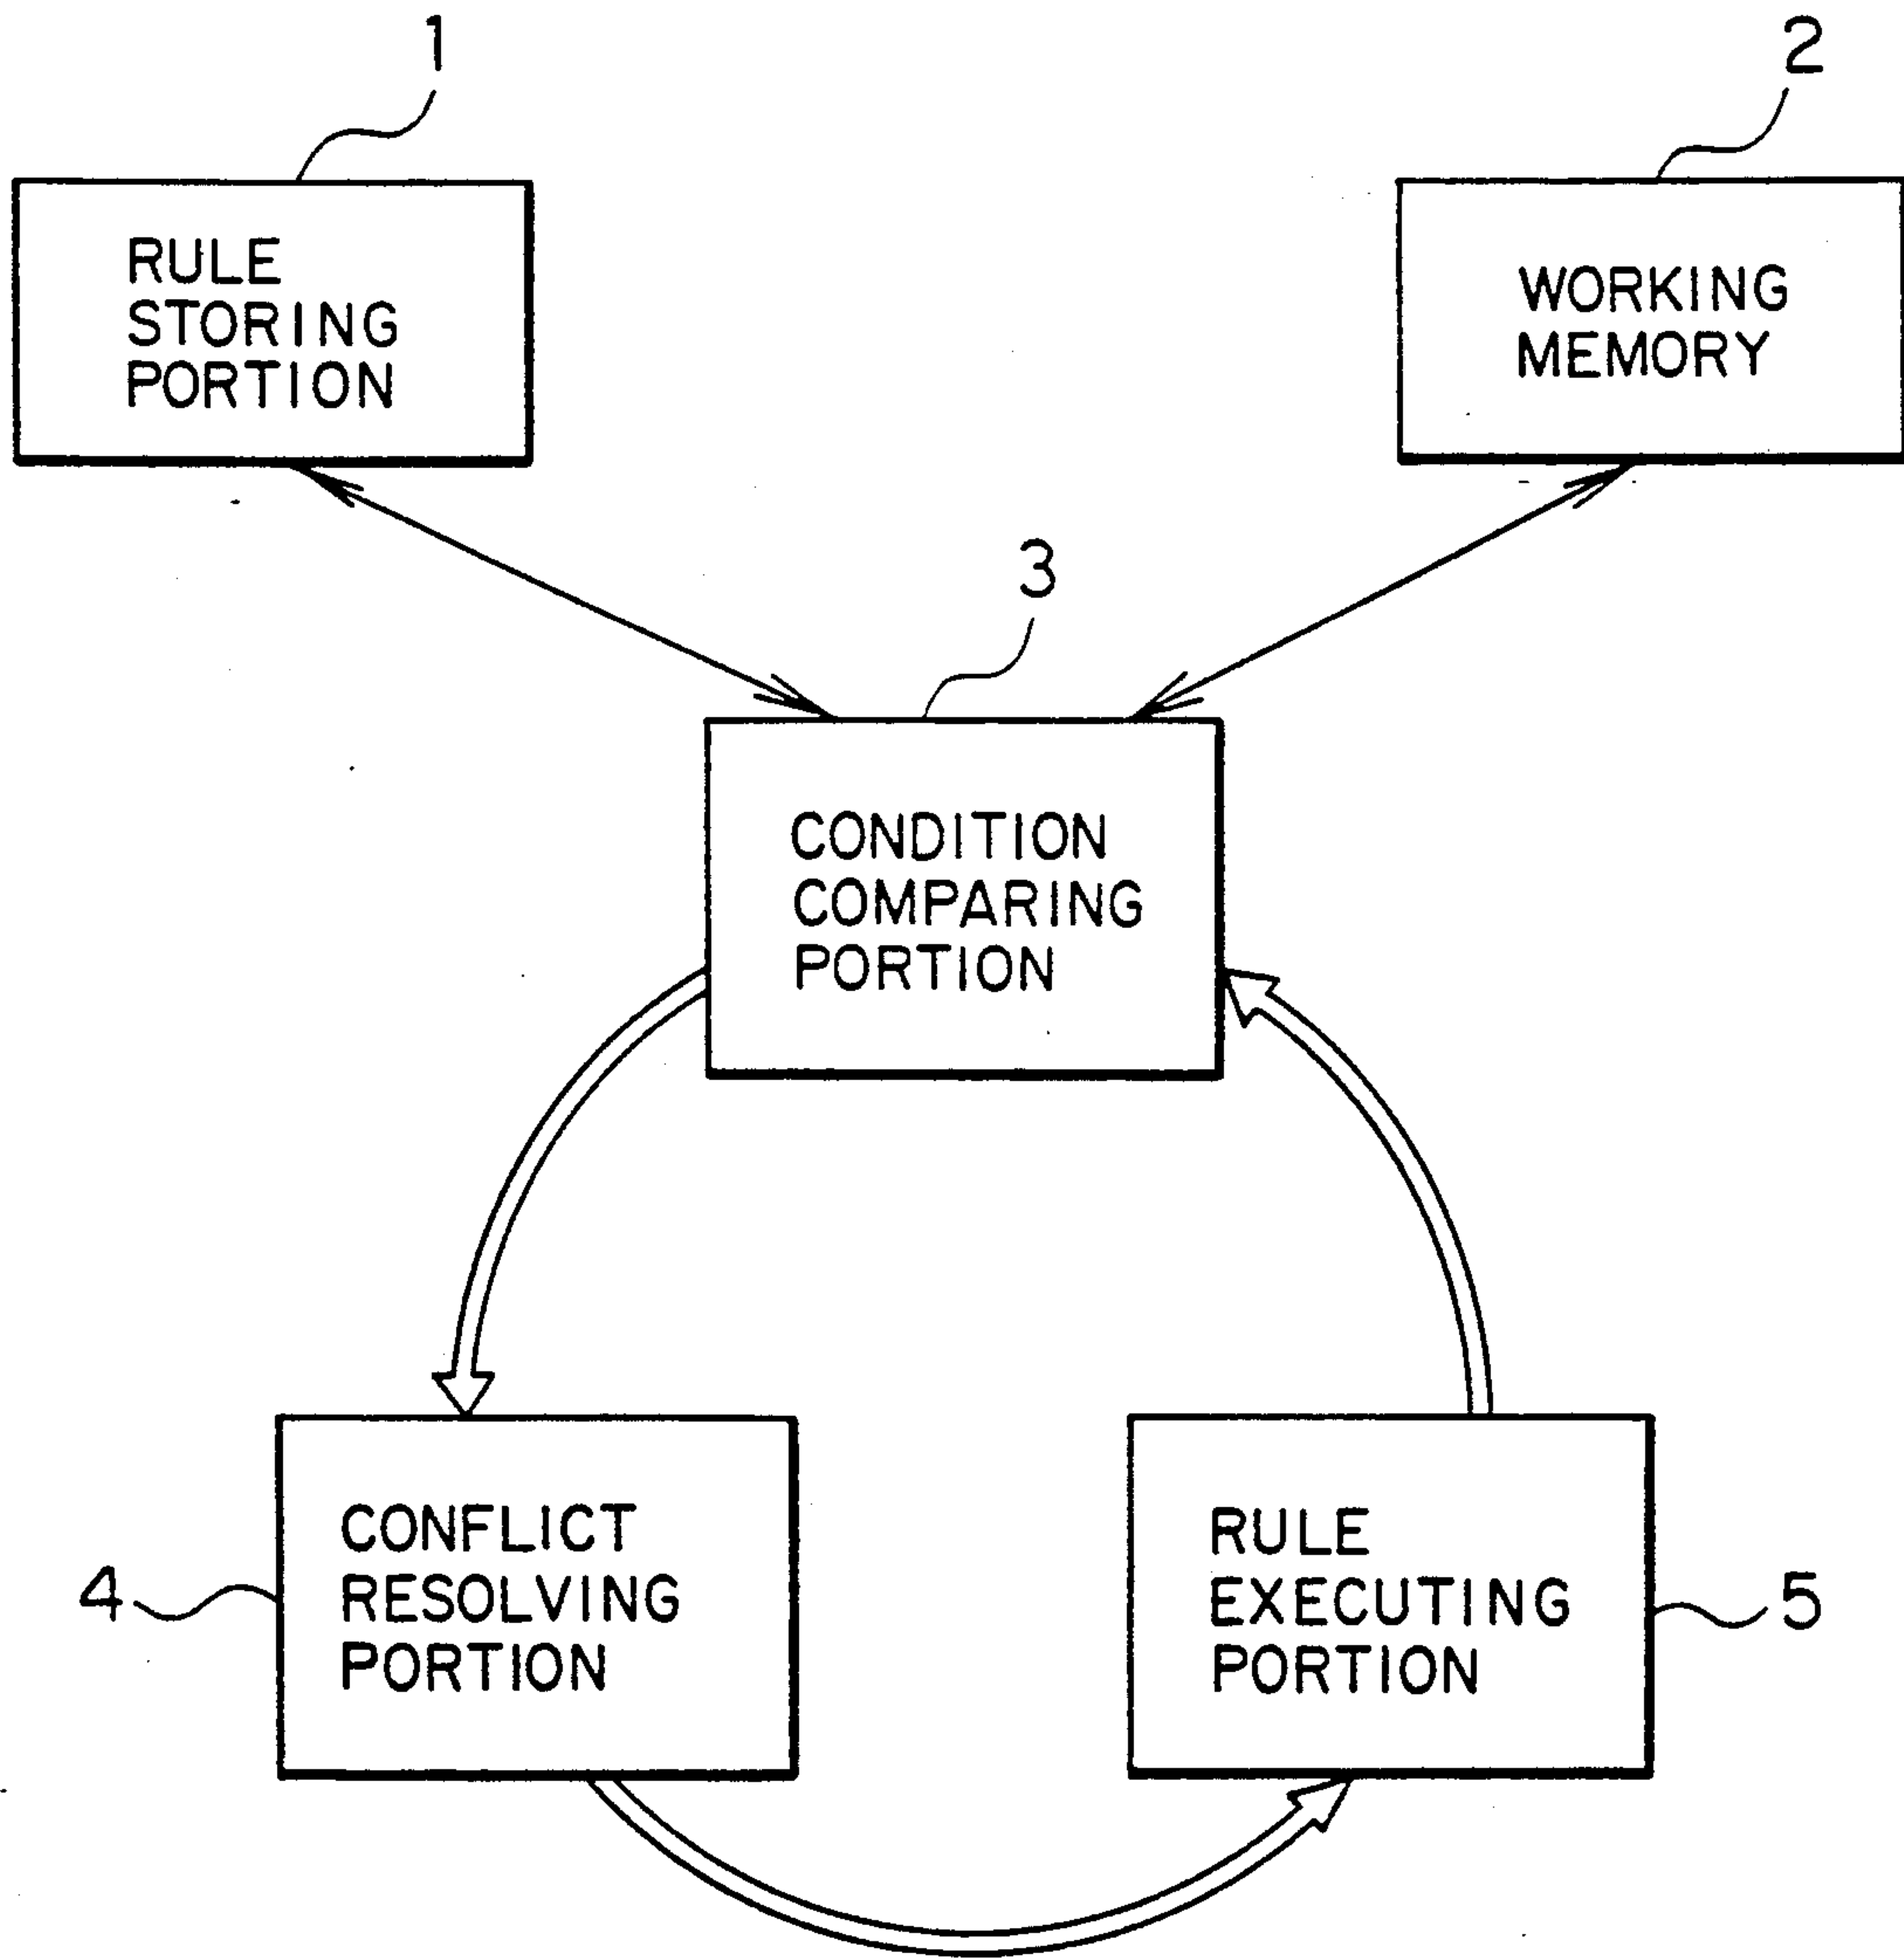 1
2
RULE
STORING
PORTION
WORKING
MEMORY
3
CONDITION
COMPARING
PORTION
4
CONFLICT
RESOLVING
PORTION
RULE
EXECUTING
PORTION
5